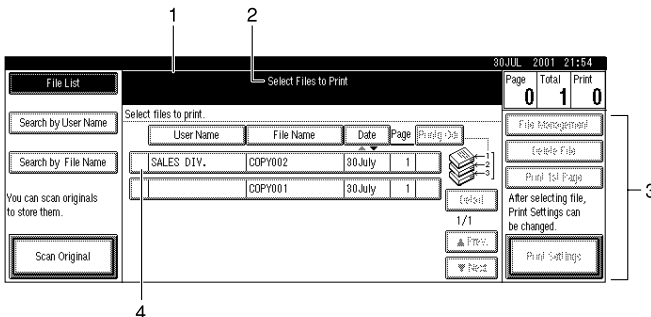 1
2
30JUL 2001 21:54
File List
Select Files to Print
Page Total Print
0 1 0
Search by User Name
Select files to print.
User Name File Name Date Page Printg Odr.
File Management
SALES DIV. COPY002 30July 1
1
2
3
Delete File
Search by File Name
COPY001 30July 1
Print 1st Page
3
You can scan originals
to store them.
Detail
1/1
After selecting file,
Print Settings can
be changed.
▲ Prev.
Scan Original
Print Settings
▼ Next
4